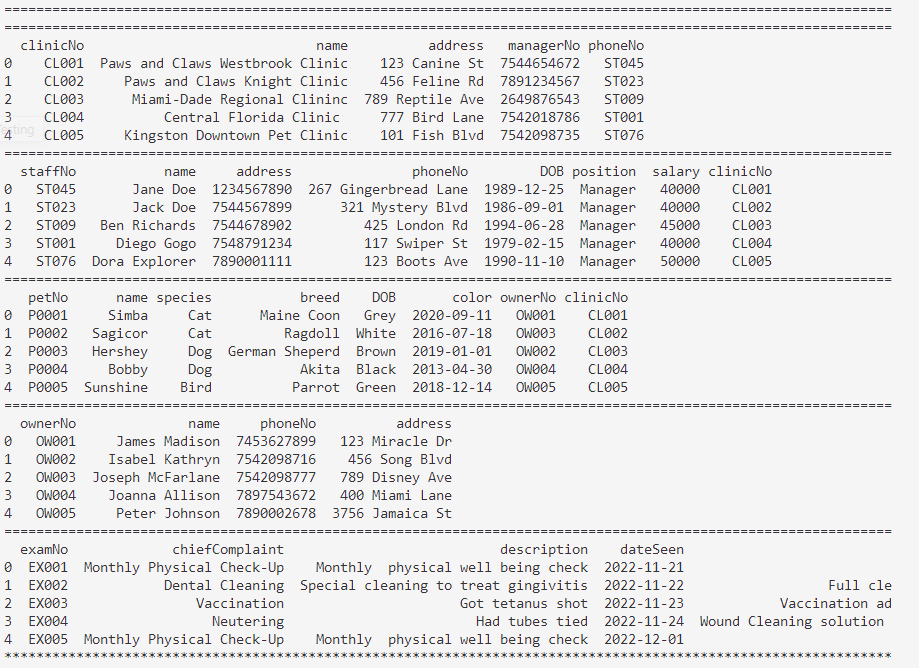 ===============================================================================================================
===============================================================================================================
clinicNo name address managerNo phoneNo
0 CL001 Paws and Claws Westbrook Clinic 123 Canine St 7544654672 ST045
1 CL002 Paws and Claws Knight Clinic 456 Feline Rd 7891234567 ST023
2 CL003 Miami-Dade Regional Clininc 789 Reptile Ave 2649876543 ST009
3 CL004 Central Florida Clinic 777 Bird Lane 7542018786 ST001
4 CL005 Kingston Downtown Pet Clinic 101 Fish Blvd 7542098735 ST076
===============================================================================================================
staffNo name address phoneNo DOB position salary clinicNo
0 ST045 Jane Doe 1234567890 267 Gingerbread Lane 1989-12-25 Manager 40000 CL001
1 ST023 Jack Doe 7544567899 321 Mystery Blvd 1986-09-01 Manager 40000 CL002
2 ST009 Ben Richards 7544678902 425 London Rd 1994-06-28 Manager 45000 CL003
3 ST001 Diego Gogo 7548791234 117 Swiper St 1979-02-15 Manager 40000 CL004
4 ST076 Dora Explorer 7890001111 123 Boots Ave 1990-11-10 Manager 50000 CL005
===============================================================================================================
petNo name species breed DOB color ownerNo clinicNo
0 P0001 Simba Cat Maine Coon Grey 2020-09-11 OW001 CL001
1 P0002 Sagicor Cat Ragdoll White 2016-07-18 OW003 CL002
2 P0003 Hershey Dog German Sheperd Brown 2019-01-01 OW002 CL003
3 P0004 Bobby Dog Akita Black 2013-04-30 OW004 CL004
4 P0005 Sunshine Bird Parrot Green 2018-12-14 OW005 CL005
===============================================================================================================
ownerNo name phoneNo address
0 OW001 James Madison 7453627899 123 Miracle Dr
1 OW002 Isabel Kathryn 7542098716 456 Song Blvd
2 OW003 Joseph McFarlane 7542098777 789 Disney Ave
3 OW004 Joanna Allison 7897543672 400 Miami Lane
4 OW005 Peter Johnson 7890002678 3756 Jamaica St
===============================================================================================================
examNo chiefComplaint description dateSeen
0 EX001 Monthly Physical Check-Up Monthly physical well being check 2022-11-21
1 EX002 Dental Cleaning Special cleaning to treat gingivitis 2022-11-22 Full cle
2 EX003 Vaccination Got tetanus shot 2022-11-23 Vaccination ad
3 EX004 Neutering Had tubes tied 2022-11-24 Wound Cleaning solution
4 EX005 Monthly Physical Check-Up Monthly physical well being check 2022-12-01
***************************************************************************************************************